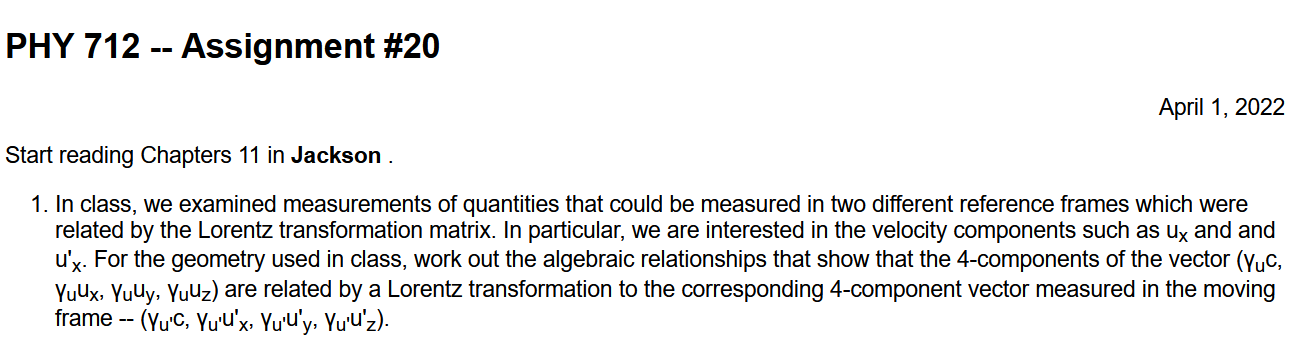 PHY 712 -- Assignment #20
April 1, 2022
Start reading Chapters 11 in Jackson .
1. In class, we examined measurements of quantities that could be measured in two different reference frames which were
related by the Lorentz transformation matrix. In particular, we are interested in the velocity components such as uₓ and and
u'ₓ. For the geometry used in class, work out the algebraic relationships that show that the 4-components of the vector (γᵤc,
γᵤuₓ, γᵤu_y, γᵤu_z) are related by a Lorentz transformation to the corresponding 4-component vector measured in the moving
frame -- (γᵤ'c, γᵤ'u'ₓ, γᵤ'u'_y, γᵤ'u'_z).